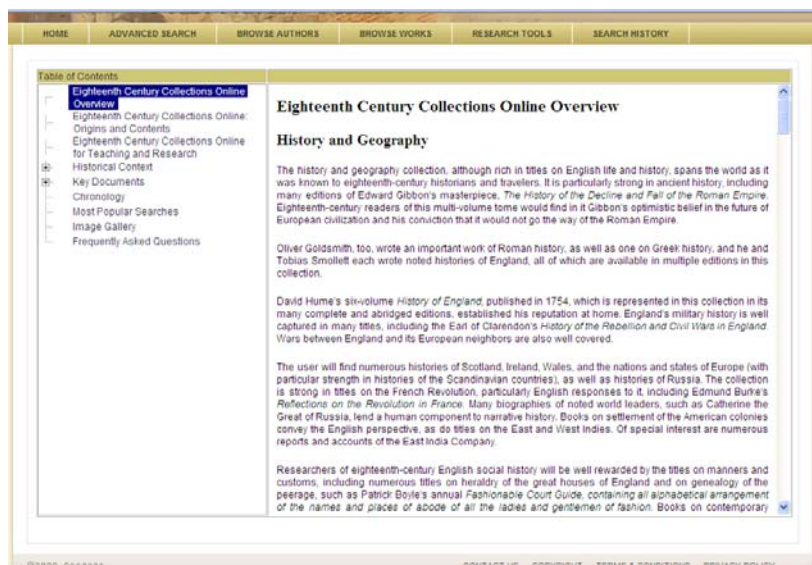 HOME ADVANCED SEARCH BROWSE AUTHORS BROWSE WORKS RESEARCH TOOLS SEARCH HISTORY
Table of Contents
Eighteenth Century Collections Online
Overview
Eighteenth Century Collections Online:
Origins and Contents
Eighteenth Century Collections Online
for Teaching and Research
Historical Context
Key Documents
Chronology
Most Popular Searches
Image Gallery
Frequently Asked Questions
Eighteenth Century Collections Online Overview
History and Geography
The history and geography collection, although rich in titles on English life and history, spans the world as it
was known to eighteenth-century historians and travelers. It is particularly strong in ancient history, including
many editions of Edward Gibbon's masterpiece, The History of the Decline and Fall of the Roman Empire.
Eighteenth-century readers of this multi-volume tome would find in it Gibbon's optimistic belief in the future of
European civilization and his conviction that it would not go the way of the Roman Empire.
Oliver Goldsmith, too, wrote an important work of Roman history, as well as one on Greek history, and he and
Tobias Smollett each wrote noted histories of England, all of which are available in multiple editions in this
collection.
David Hume's six-volume History of England, published in 1754, which is represented in this collection in its
many complete and abridged editions, established his reputation at home. England's military history is well
captured in many titles, including the Earl of Clarendon's History of the Rebellion and Civil Wars in England.
Wars between England and its European neighbors are also well covered.
The user will find numerous histories of Scotland, Ireland, Wales, and the nations and states of Europe (with
particular strength in histories of the Scandinavian countries), as well as histories of Russia. The collection
is strong in titles on the French Revolution, particularly English responses to it, including Edmund Burke's
Reflections on the Revolution in France. Many biographies of noted world leaders, such as Catherine the
Great of Russia, lend a human component to narrative history. Books on settlement of the American colonies
convey the English perspective, as do titles on the East and West Indies. Of special interest are numerous
reports and accounts of the East India Company.
Researchers of eighteenth-century English social history will be well rewarded by the titles on manners and
customs, including numerous titles on heraldry of the great houses of England and on genealogy of the
peerage, such as Patrick Boyle's annual Fashionable Court Guide, containing all alphabetical arrangement
of the names and places of abode of all the ladies and gentlemen of fashion. Books on contemporary
CONTACT US COPYRIGHT TERMS & CONDITIONS PRIVACY POLICY